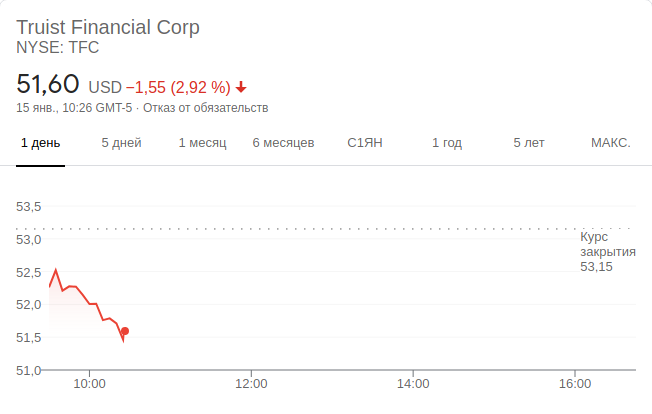 Truist Financial Corp
NYSE: TFC
51,60 USD −1,55 (2,92 %)
15 янв., 10:26 GMT-5 · Отказ от обязательств
1 день 5 дней 1 месяц 6 месяцев С1ЯН 1 год 5 лет МАКС.
53,5
53,0
52,5
52,0
51,5
51,0
Курс
закрытия
53,15
10:00 12:00 14:00 16:00